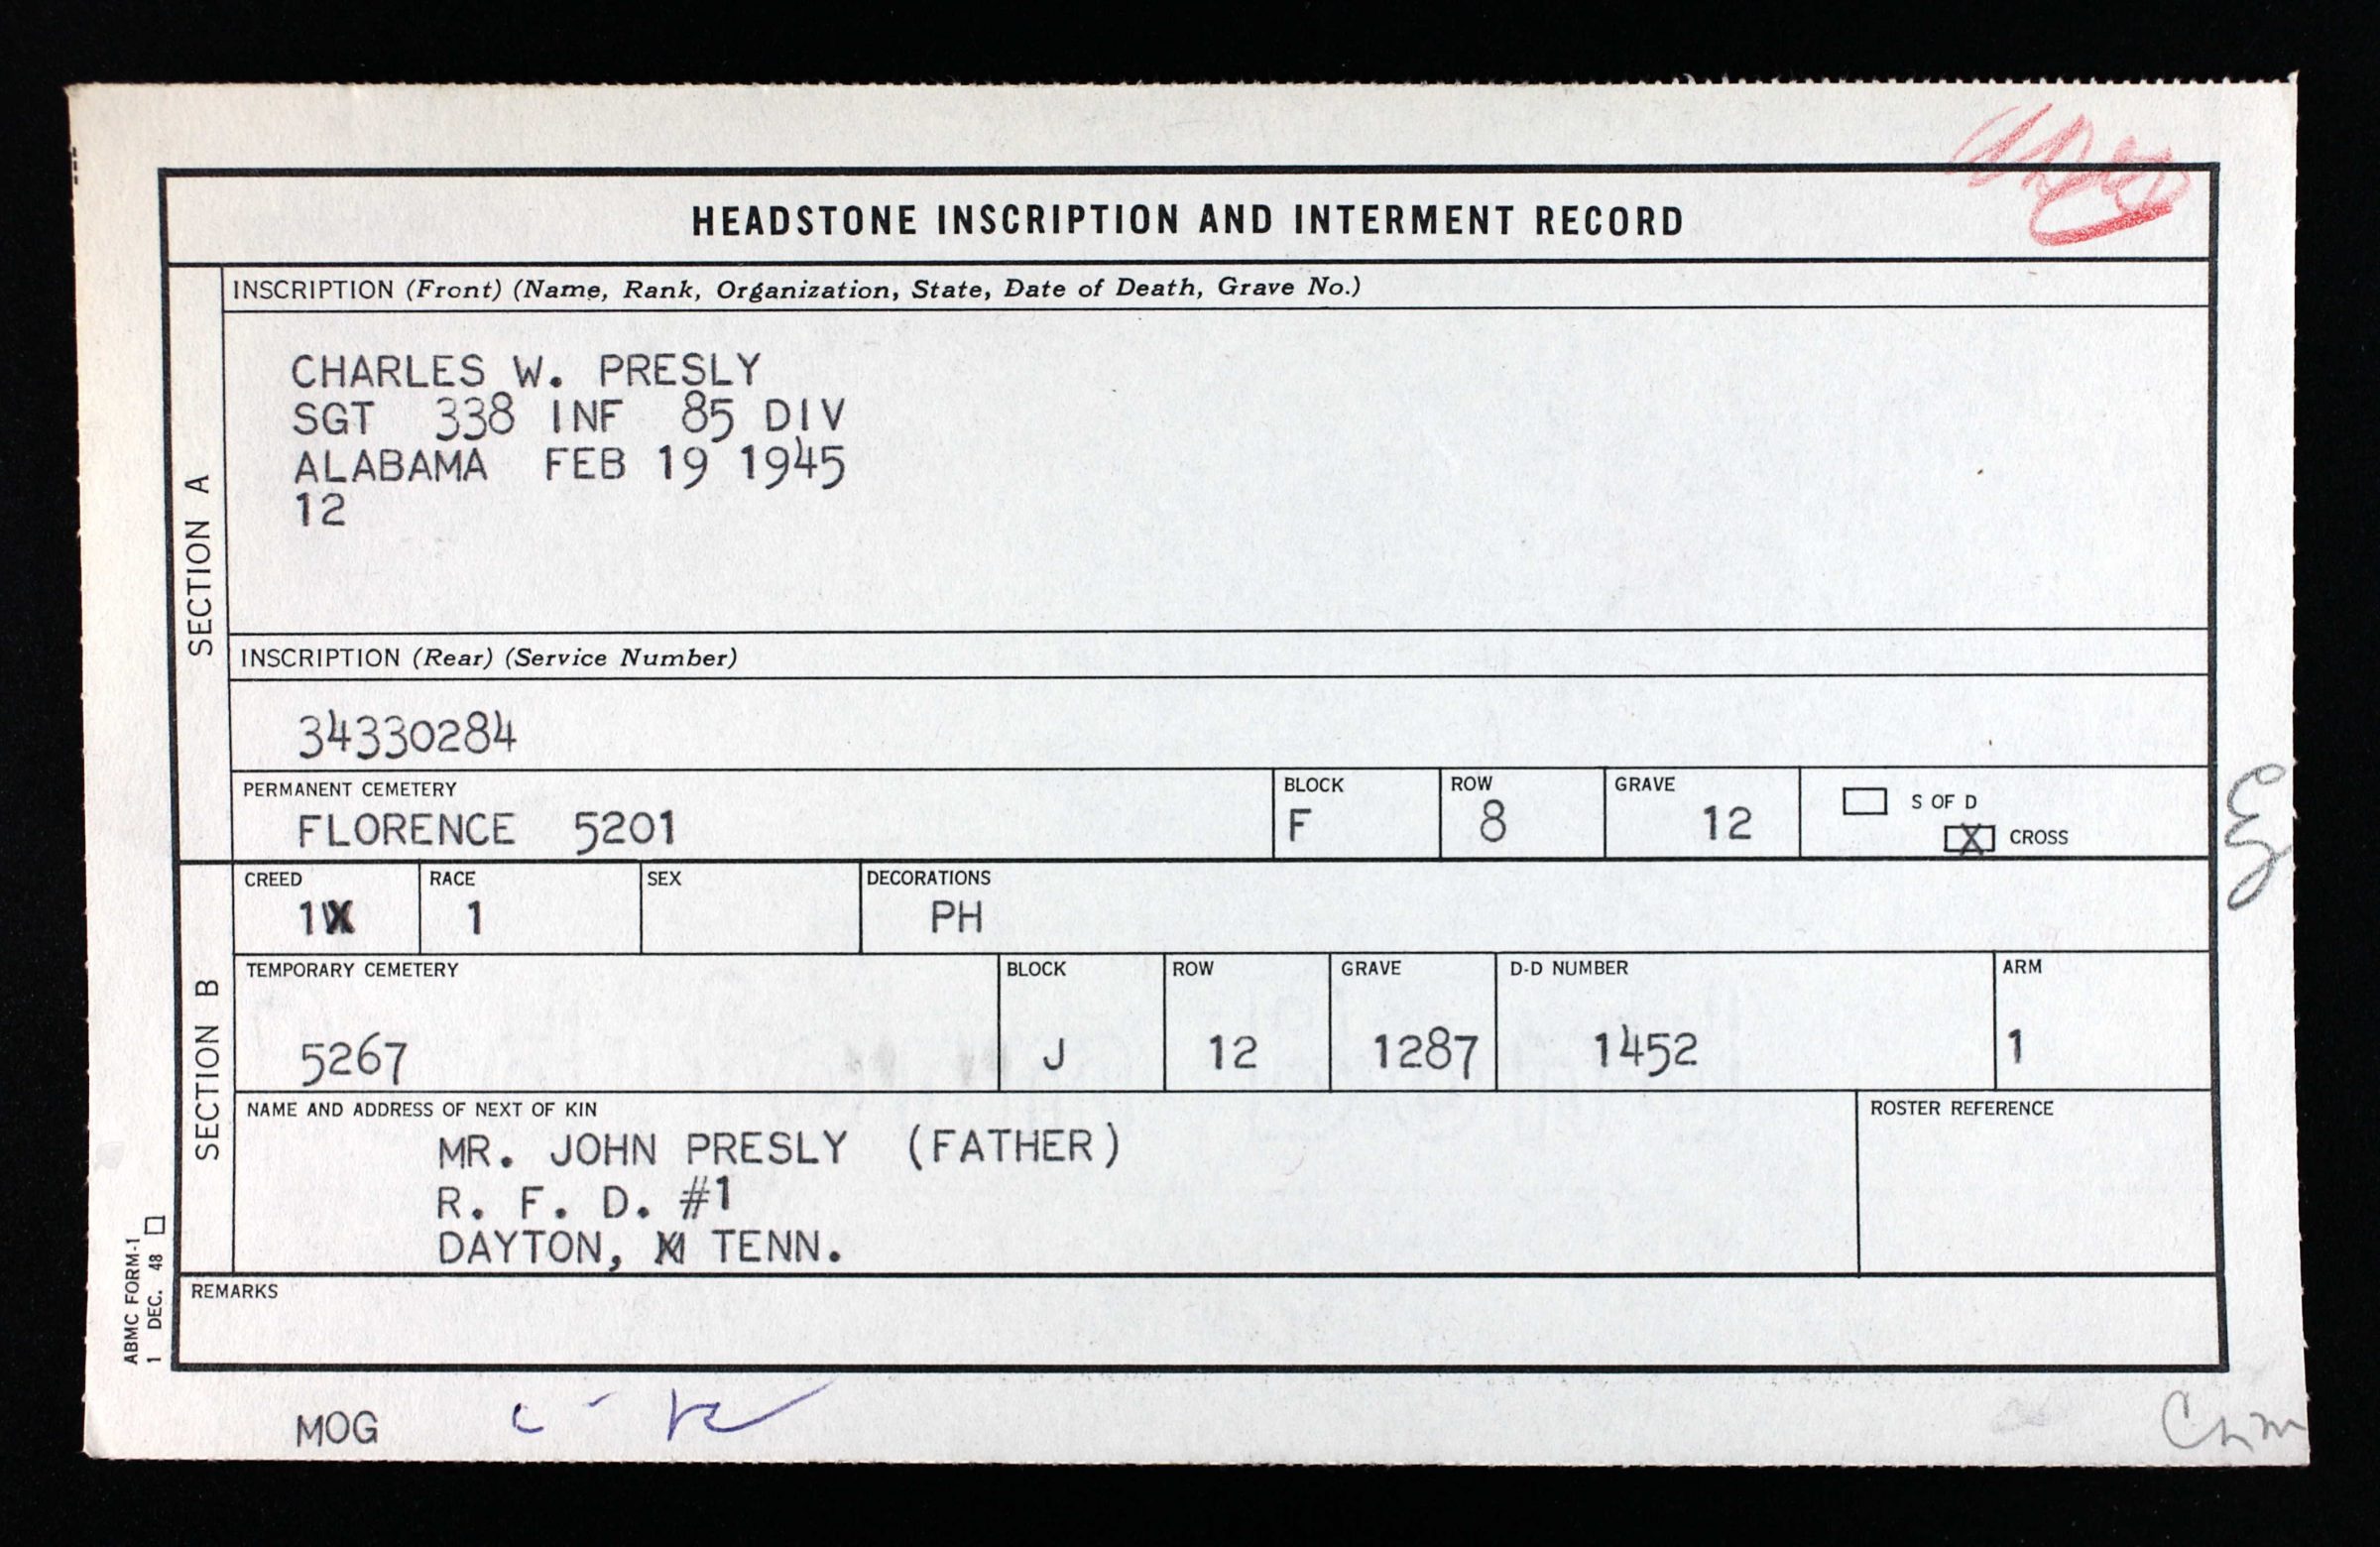 HEADSTONE INSCRIPTION AND INTERMENT RECORD
SECTION A
INSCRIPTION (Front) (Name, Rank, Organization, State, Date of Death, Grave No.)
CHARLES W. PRESLY
SGT 338 INF 85 DIV
ALABAMA FEB 19 1945
12
INSCRIPTION (Rear) (Service Number)
34330284
PERMANENT CEMETERY BLOCK ROW GRAVE
FLORENCE 5201 F 8 12
S OF D
X CROSS
SECTION B
CREED RACE SEX DECORATIONS
1 1 PH
TEMPORARY CEMETERY BLOCK ROW GRAVE D-D NUMBER ARM
5267 J 12 1287 1452 1
NAME AND ADDRESS OF NEXT OF KIN ROSTER REFERENCE
MR. JOHN PRESLY (FATHER)
R. F. D. #1
DAYTON, TENN.
REMARKS
ABMC FORM-1
1 DEC. 48
MOG